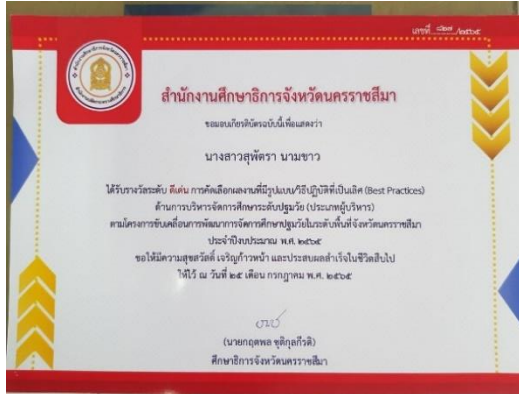 เลขที่ /๒๕๖๕
สำนักงานศึกษาธิการจังหวัดนครราชสีมา
ขอมอบเกียรติบัตรฉบับนี้เพื่อแสดงว่า
นางสาวสุพัตรา นามขาว
ได้รับรางวัลระดับ ดีเด่น การคัดเลือกผลงานที่มีรูปแบบ/วิธีปฏิบัติที่เป็นเลิศ (Best Practices)
ด้านการบริหารจัดการศึกษาระดับปฐมวัย (ประเภทผู้บริหาร)
ตามโครงการขับเคลื่อนการพัฒนาการจัดการศึกษาปฐมวัยในระดับพื้นที่จังหวัดนครราชสีมา
ประจำปีงบประมาณ พ.ศ. ๒๕๖๕
ขอให้มีความสุขสวัสดิ์ เจริญก้าวหน้า และประสบผลสำเร็จในชีวิตสืบไป
ให้ไว้ ณ วันที่ ๒๕ เดือน กรกฎาคม พ.ศ. ๒๕๖๕
(นายกฤตพล ชุติกุลกีรติ)
ศึกษาธิการจังหวัดนครราชสีมา